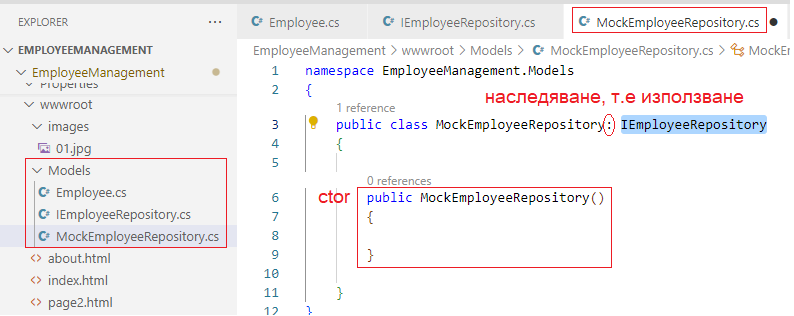 EXPLORER
EMPLOYEEMANAGEMENT
EmployeeManagement
Properties
wwwroot
images
01.jpg
Models
Employee.cs
IEmployeeRepository.cs
MockEmployeeRepository.cs
about.html
index.html
page2.html
Employee.cs
IEmployeeRepository.cs
MockEmployeeRepository.cs
EmployeeManagement > wwwroot > Models > MockEmployeeRepository.cs > MockEm
1 namespace EmployeeManagement.Models
2 {
1 reference
наследяване, т.е използване
3 public class MockEmployeeRepository: IEmployeeRepository
4 {
5
0 references
ctor
6 public MockEmployeeRepository()
7 {
8
9 }
10
11 }
12 }